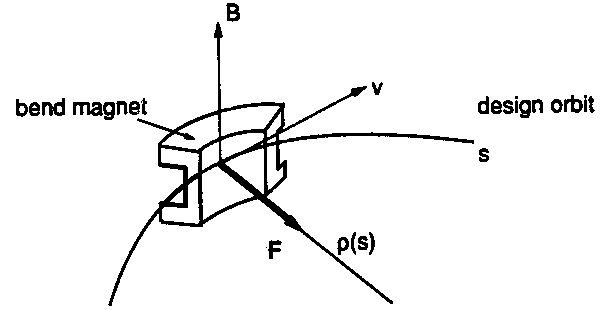 B
v
bend magnet
design orbit
s
F
ρ(s)